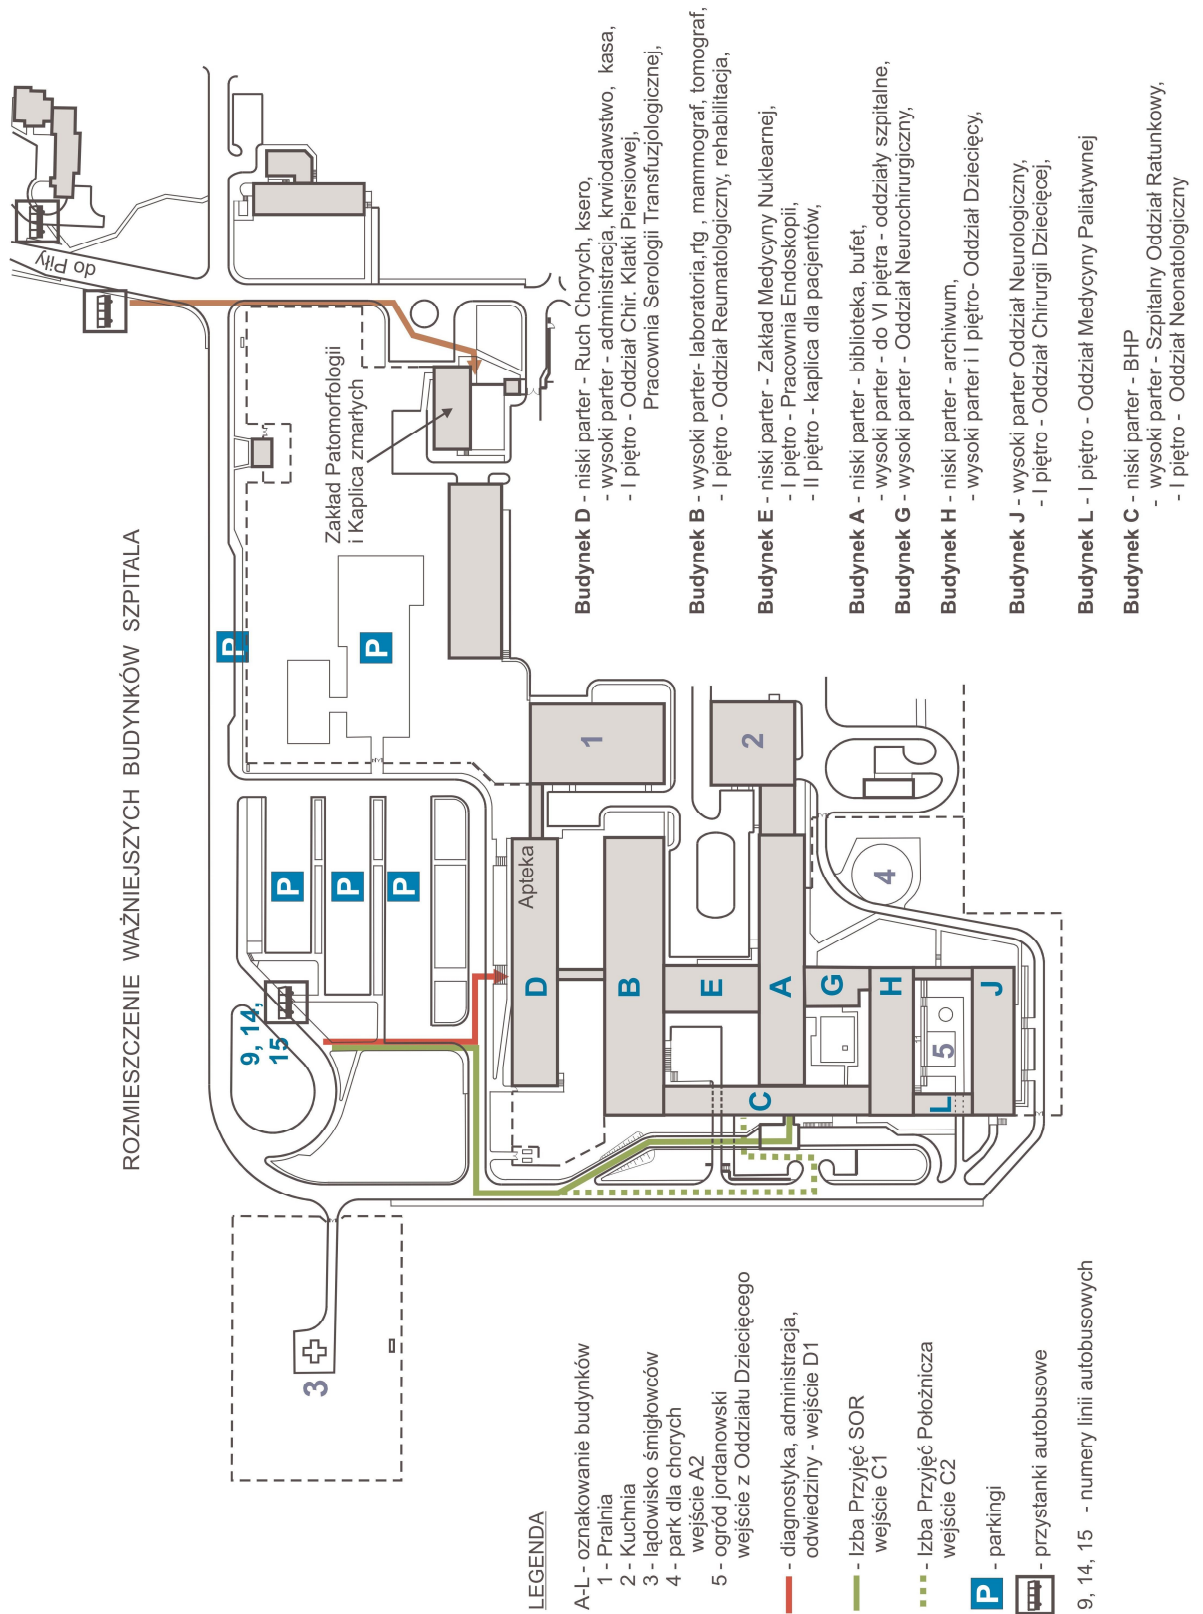 ROZMIESZCZENIE WAŻNIEJSZYCH BUDYNKÓW SZPITALA
do Piły
Zakład Patomorfologii
i Kaplica zmarłych
P
P
P
P
P
9, 14,
15
3
Apteka
1
2
4
5
D
B
E
A
G
H
J
C
L
Budynek D - niski parter - Ruch Chorych, ksero,
- wysoki parter - administracja, krwiodawstwo, kasa,
- I piętro - Oddział Chir. Klatki Piersiowej,
Pracownia Serologii Transfuzjologicznej,
Budynek B - wysoki parter- laboratoria,rtg , mammograf, tomograf,
- I piętro - Oddział Reumatologiczny, rehabilitacja,
Budynek E - niski parter - Zakład Medycyny Nuklearnej,
- I piętro - Pracownia Endoskopii,
- II piętro - kaplica dla pacjentów,
Budynek A - niski parter - biblioteka, bufet,
- wysoki parter - do VI piętra - oddziały szpitalne,
Budynek G - wysoki parter - Oddział Neurochirurgiczny,
Budynek H - niski parter - archiwum,
- wysoki parter i I piętro- Oddział Dziecięcy,
Budynek J - wysoki parter Oddział Neurologiczny,
- I piętro - Oddział Chirurgii Dziecięcej,
Budynek L - I piętro - Oddział Medycyny Paliatywnej
Budynek C - niski parter - BHP
- wysoki parter - Szpitalny Oddział Ratunkowy,
- I piętro - Oddział Neonatologiczny
LEGENDA
A-L - oznakowanie budynków
1 - Pralnia
2 - Kuchnia
3 - lądowisko śmigłowców
4 - park dla chorych
wejście A2
5 - ogród jordanowski
wejście z Oddziału Dziecięcego
- diagnostyka, administracja,
odwiedziny - wejście D1
- Izba Przyjęć SOR
wejście C1
- Izba Przyjęć Położnicza
wejście C2
P - parkingi
- przystanki autobusowe
9, 14, 15 - numery linii autobusowych